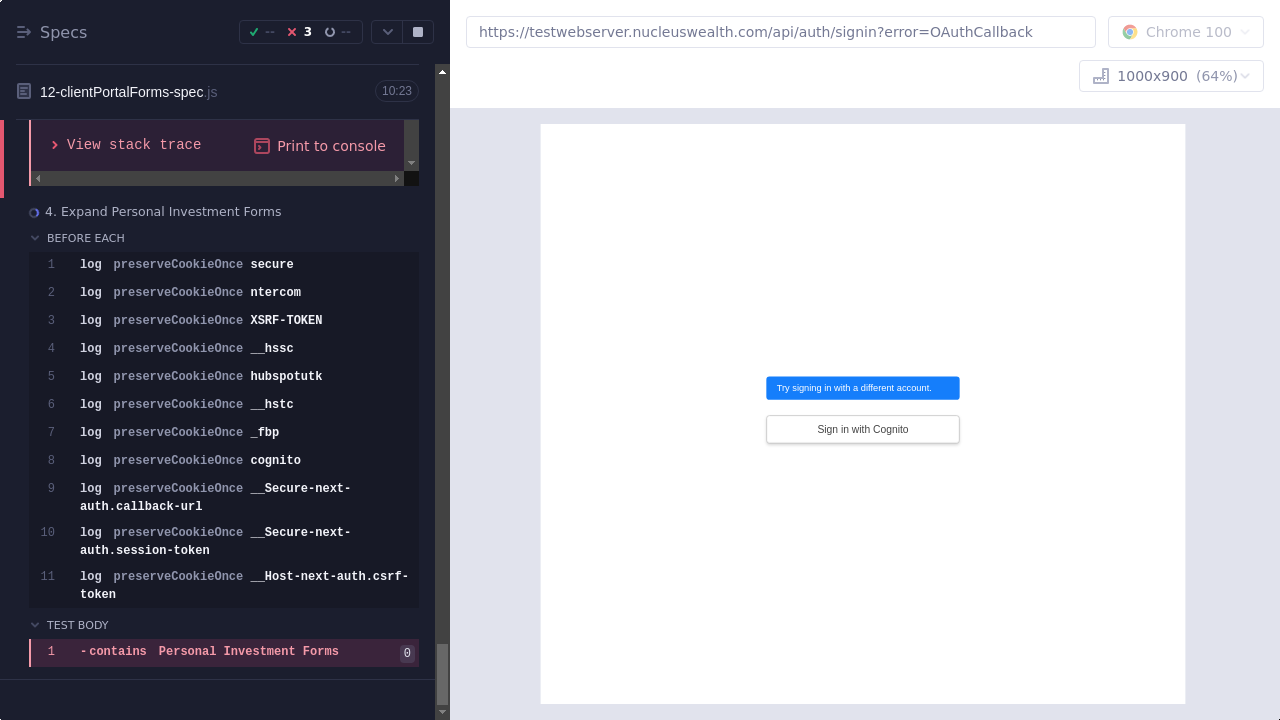 Specs
--
3
--
https://testwebserver.nucleuswealth.com/api/auth/signin?error=OAuthCallback
Chrome 100
1000x900 (64%)
12-clientPortalForms-spec.js
10:23
View stack trace
Print to console
4. Expand Personal Investment Forms
BEFORE EACH
1 log preserveCookieOnce secure
2 log preserveCookieOnce ntercom
3 log preserveCookieOnce XSRF-TOKEN
4 log preserveCookieOnce __hssc
5 log preserveCookieOnce hubspotutk
6 log preserveCookieOnce __hstc
7 log preserveCookieOnce _fbp
8 log preserveCookieOnce cognito
9 log preserveCookieOnce __Secure-next-
auth.callback-url
10 log preserveCookieOnce __Secure-next-
auth.session-token
11 log preserveCookieOnce __Host-next-auth.csrf-
token
TEST BODY
1 -contains Personal Investment Forms 0
Try signing in with a different account.
Sign in with Cognito